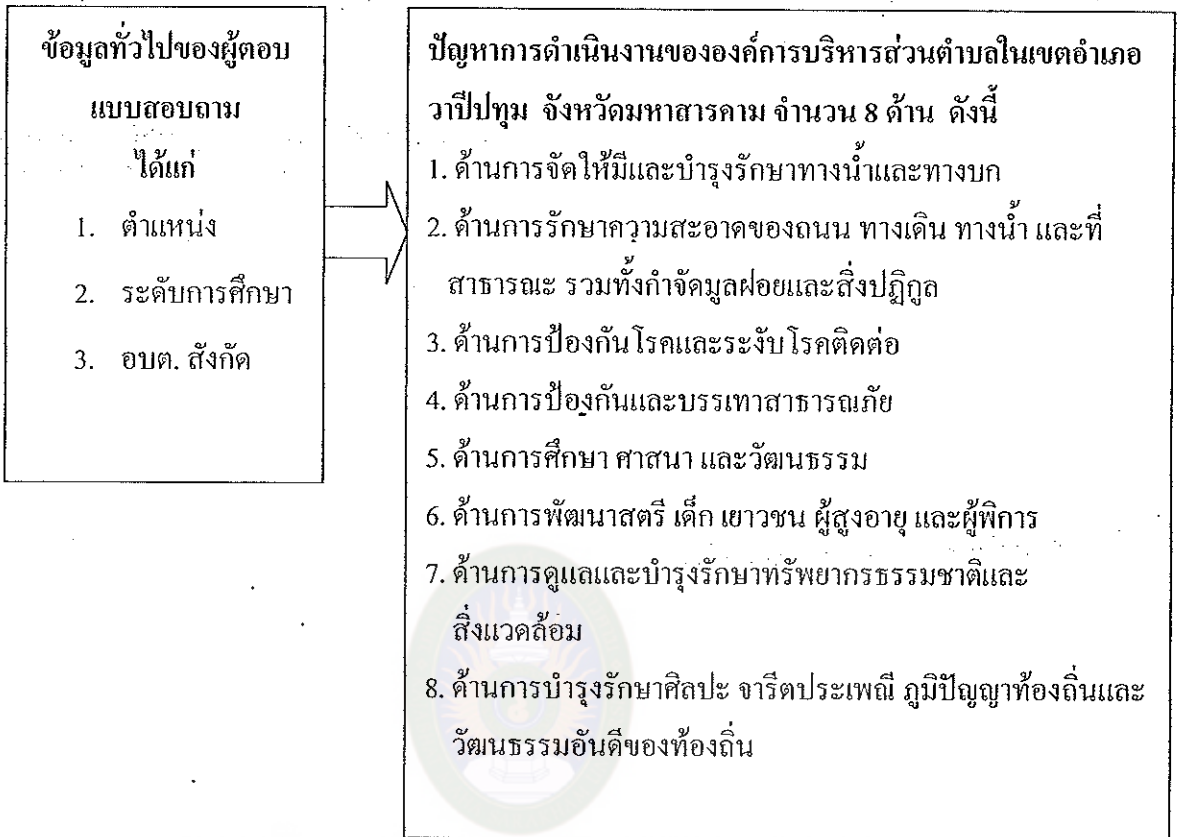 ข้อมูลทั่วไปของผู้ตอบ
แบบสอบถาม
ได้แก่
1. ตำแหน่ง
2. ระดับการศึกษา
3. อบต. สังกัด
ปัญหาการดำเนินงานขององค์การบริหารส่วนตำบลในเขตอำเภอ
วาปีปทุม จังหวัดมหาสารคาม จำนวน 8 ด้าน ดังนี้
1. ด้านการจัดให้มีและบำรุงรักษาทางน้ำและทางบก
2. ด้านการรักษาความสะอาดของถนน ทางเดิน ทางน้ำ และที่
สาธารณะ รวมทั้งกำจัดมูลฝอยและสิ่งปฏิกูล
3. ด้านการป้องกันโรคและระงับโรคติดต่อ
4. ด้านการป้องกันและบรรเทาสาธารณภัย
5. ด้านการศึกษา ศาสนา และวัฒนธรรม
6. ด้านการพัฒนาสตรี เด็ก เยาวชน ผู้สูงอายุ และผู้พิการ
7. ด้านการดูแลและบำรุงรักษาทรัพยากรธรรมชาติและ
สิ่งแวดล้อม
8. ด้านการบำรุงรักษาศิลปะ จารีตประเพณี ภูมิปัญญาท้องถิ่นและ
วัฒนธรรมอันดีของท้องถิ่น